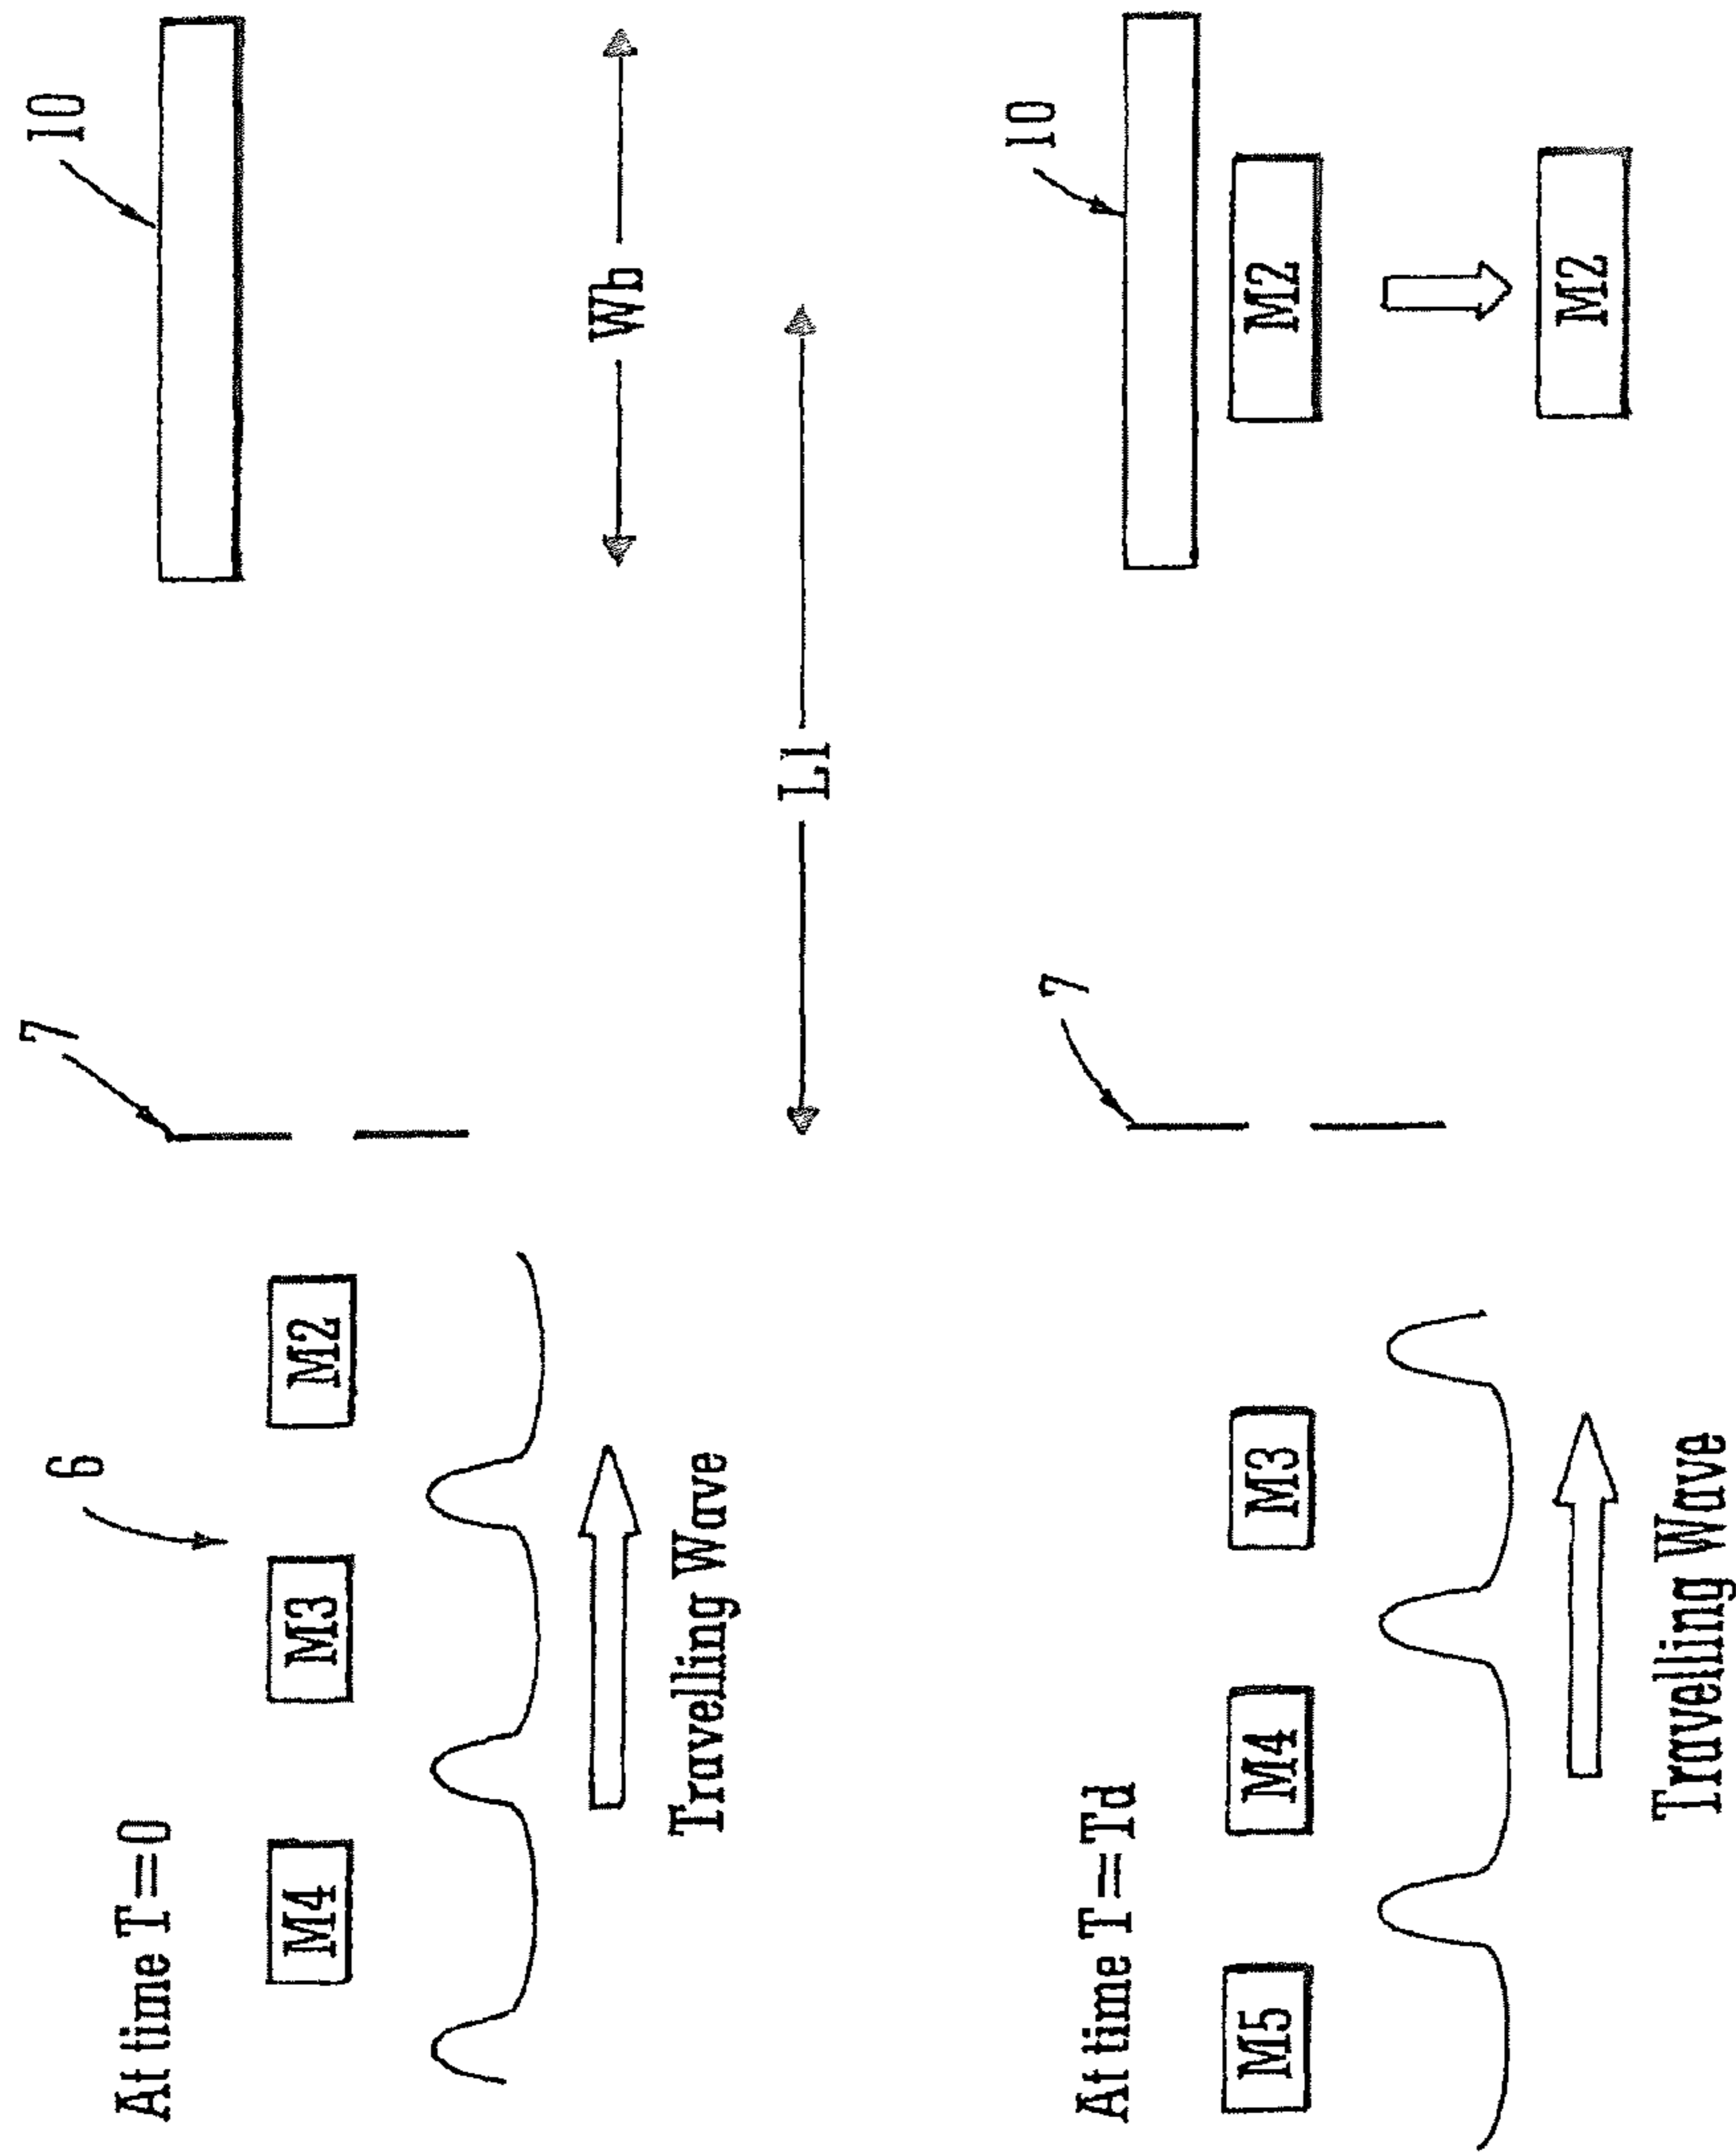 At time T=0
6
7
10
M4
M3
M2
Travelling Wave
Wb
L1
At time T=Td
7
10
M5
M4
M3
M2
M2
Travelling Wave